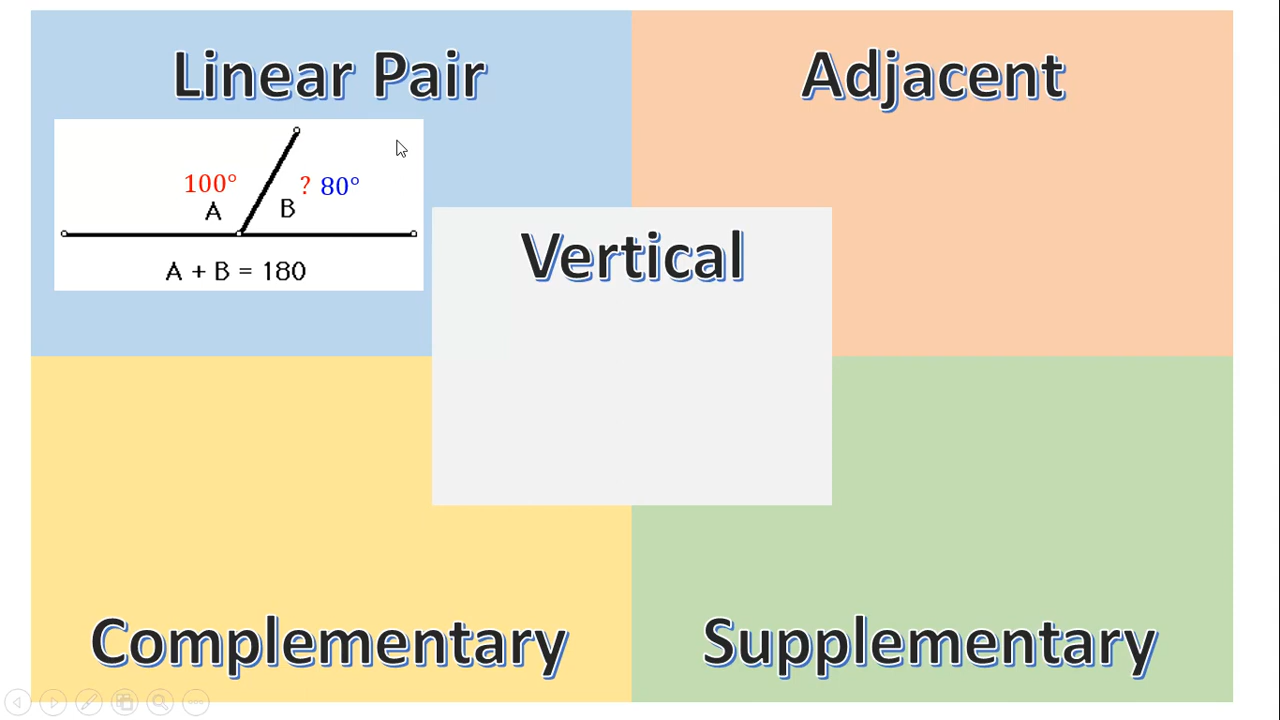 Linear Pair
Adjacent
100° ? 80°
A B
A + B = 180
Vertical
Complementary
Supplementary